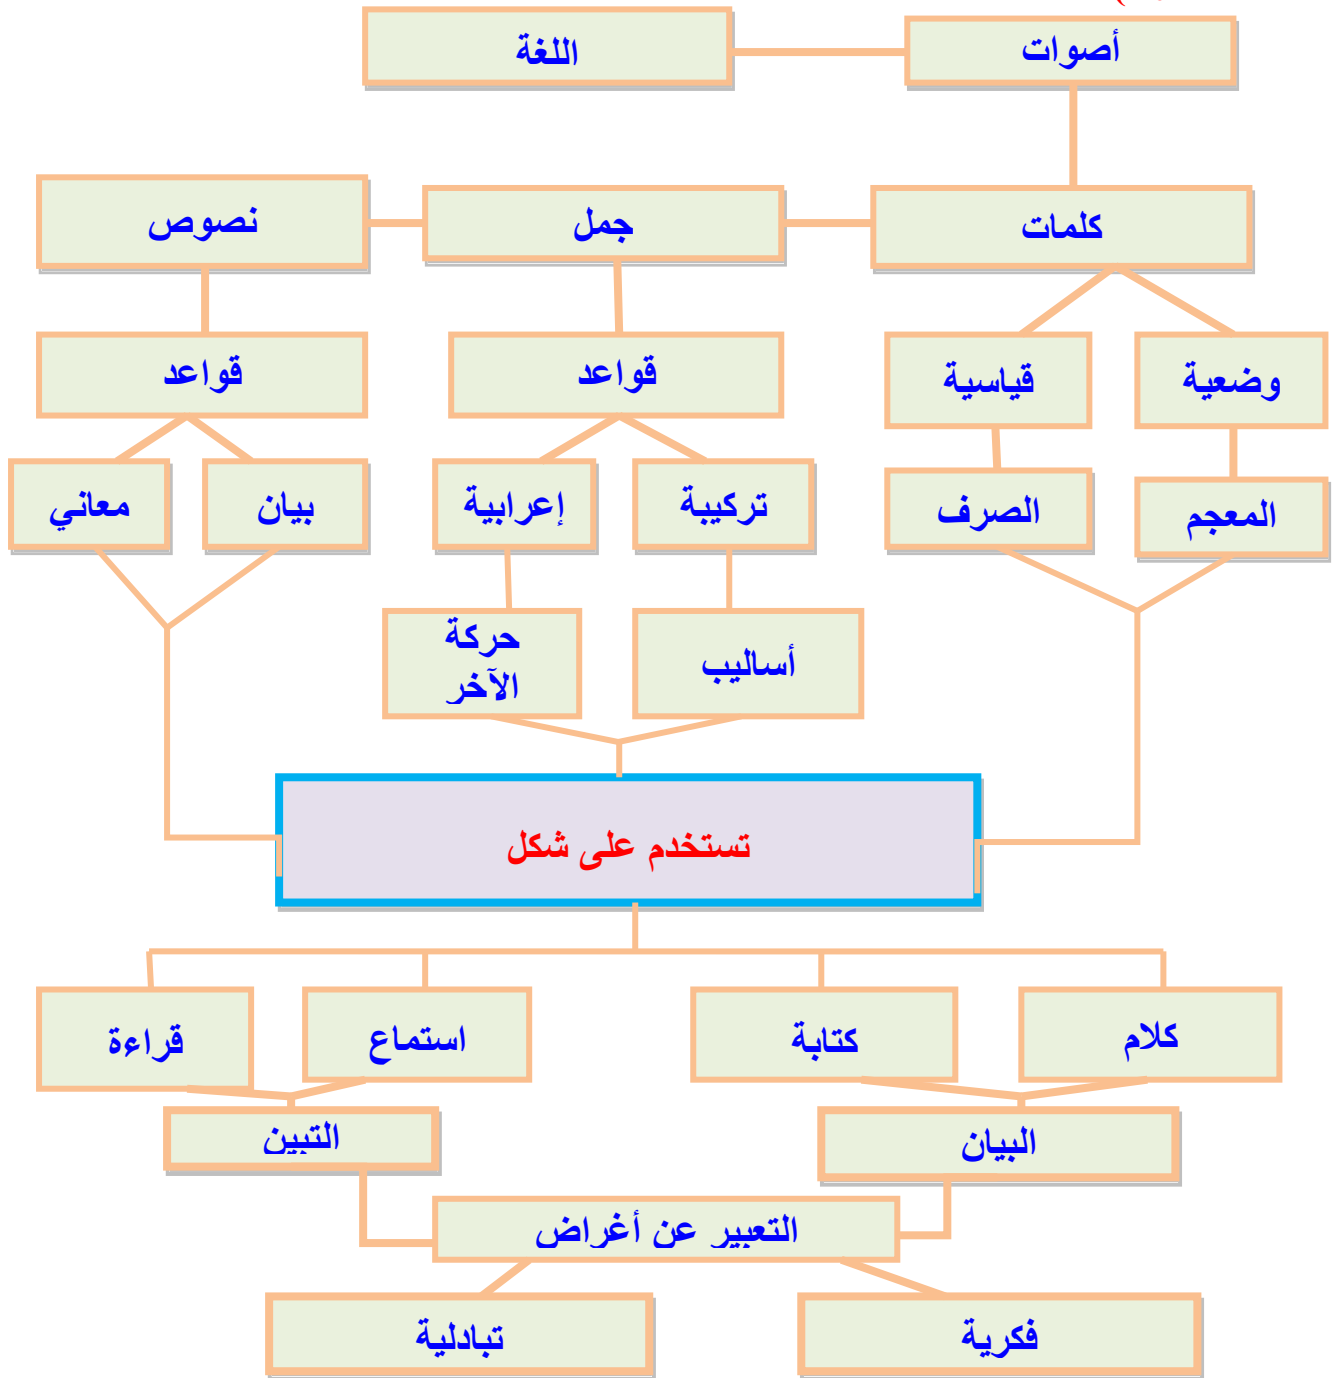 أصوات
اللغة
كلمات
جمل
نصوص
وضعية
قياسية
قواعد
قواعد
المعجم
الصرف
تركيبة
إعرابية
بيان
معاني
أساليب
حركة
الآخر
تستخدم على شكل
كلام
كتابة
استماع
قراءة
البيان
التبين
التعبير عن أغراض
فكرية
تبادلية